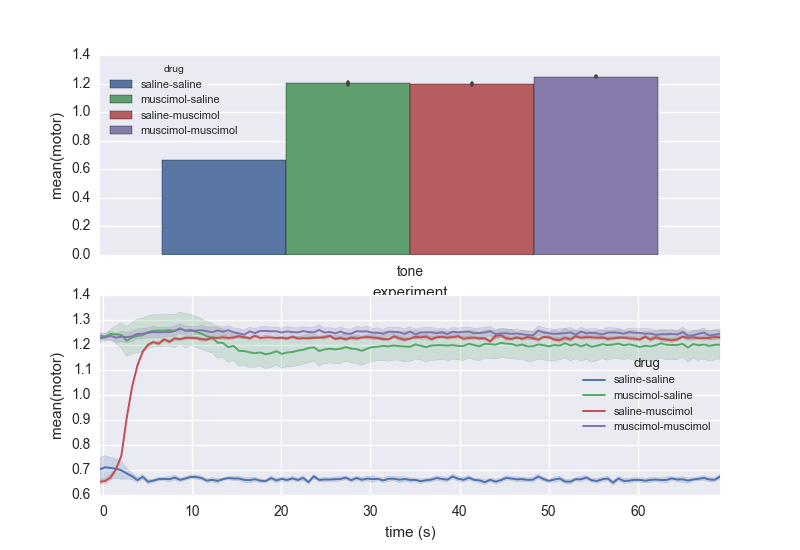 1.4
1.2
1.0
0.8
0.6
0.4
0.2
0.0
mean(motor)
drug
saline-saline
muscimol-saline
saline-muscimol
muscimol-muscimol
tone
experiment
1.4
1.3
1.2
1.1
1.0
0.9
0.8
0.7
0.6
mean(motor)
drug
saline-saline
muscimol-saline
saline-muscimol
muscimol-muscimol
0 10 20 30 40 50 60
time (s)